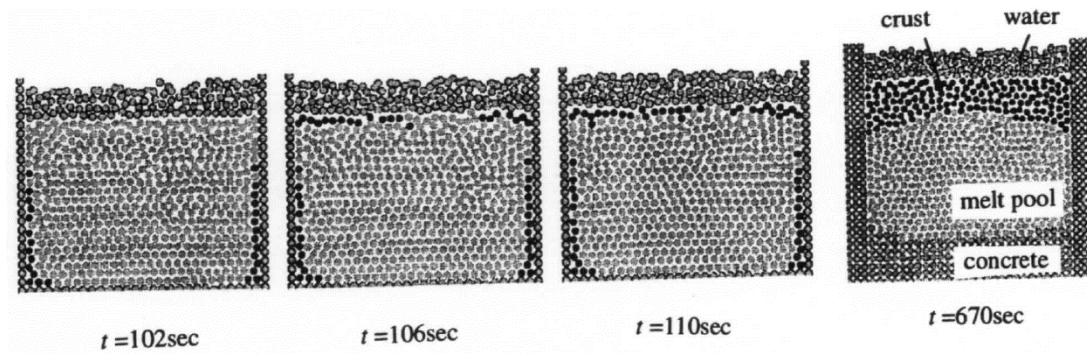 crust water
melt pool
concrete
t =102sec t =106sec t =110sec t =670sec